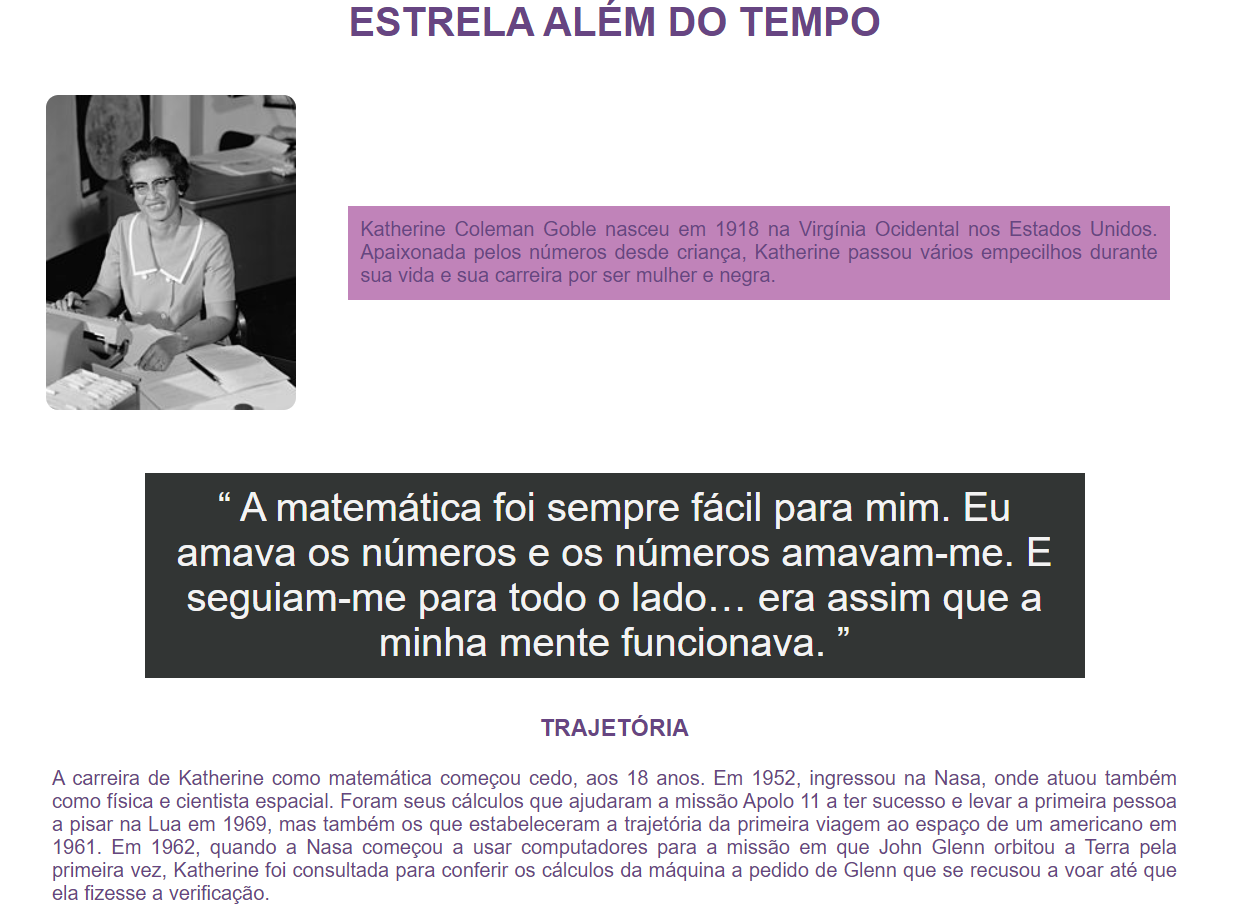 ESTRELA ALÉM DO TEMPO
Katherine Coleman Goble nasceu em 1918 na Virgínia Ocidental nos Estados Unidos.
Apaixonada pelos números desde criança, Katherine passou vários empecilhos durante
sua vida e sua carreira por ser mulher e negra.
“ A matemática foi sempre fácil para mim. Eu
amava os números e os números amavam-me. E
seguiam-me para todo o lado… era assim que a
minha mente funcionava. ”
TRAJETÓRIA
A carreira de Katherine como matemática começou cedo, aos 18 anos. Em 1952, ingressou na Nasa, onde atuou também
como física e cientista espacial. Foram seus cálculos que ajudaram a missão Apolo 11 a ter sucesso e levar a primeira pessoa
a pisar na Lua em 1969, mas também os que estabeleceram a trajetória da primeira viagem ao espaço de um americano em
1961. Em 1962, quando a Nasa começou a usar computadores para a missão em que John Glenn orbitou a Terra pela
primeira vez, Katherine foi consultada para conferir os cálculos da máquina a pedido de Glenn que se recusou a voar até que
ela fizesse a verificação.